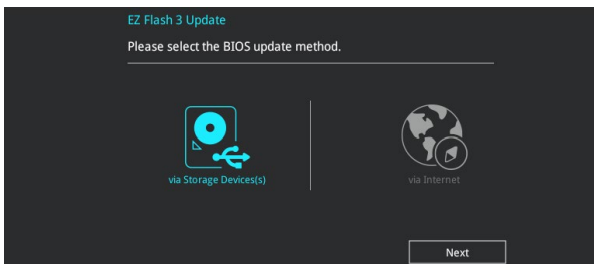 EZ Flash 3 Update
Please select the BIOS update method.
via Storage Devices(s)
via Internet
Next